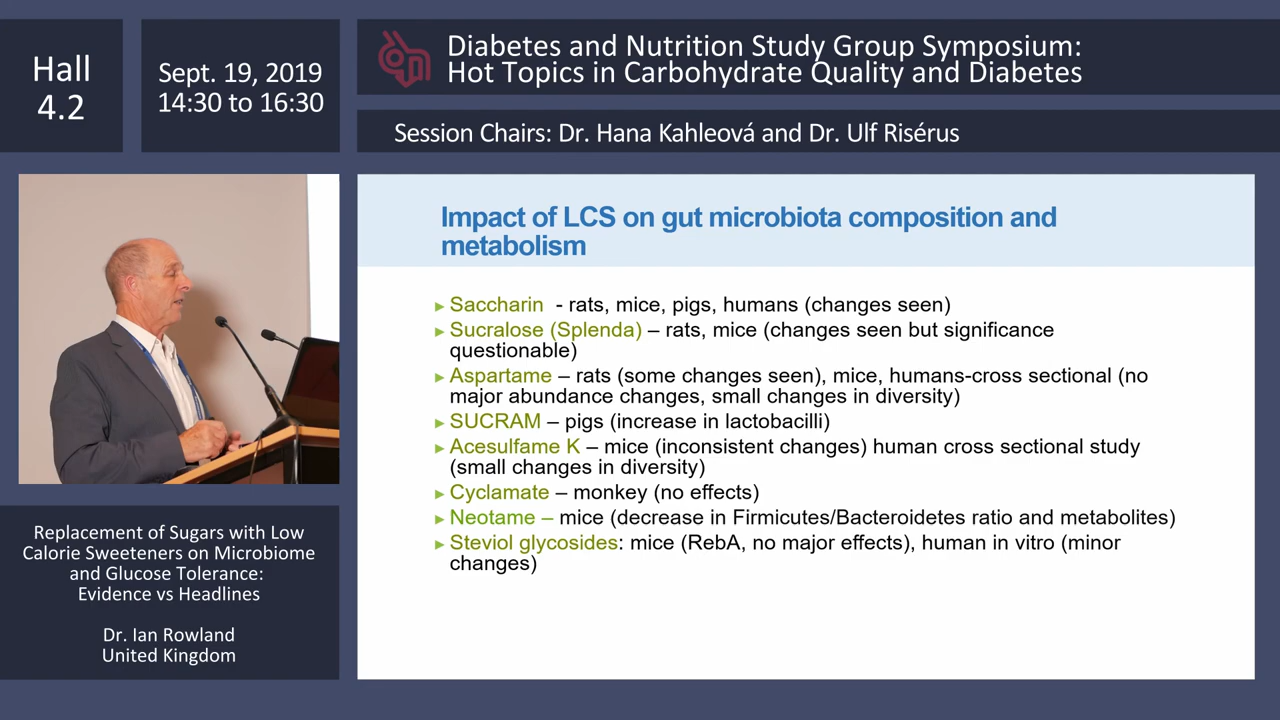 Hall
4.2
Sept. 19, 2019
14:30 to 16:30
Diabetes and Nutrition Study Group Symposium:
Hot Topics in Carbohydrate Quality and Diabetes
Session Chairs: Dr. Hana Kahleová and Dr. Ulf Risérus
Impact of LCS on gut microbiota composition and
metabolism
▸ Saccharin - rats, mice, pigs, humans (changes seen)
▸ Sucralose (Splenda) – rats, mice (changes seen but significance
questionable)
▸ Aspartame – rats (some changes seen), mice, humans-cross sectional (no
major abundance changes, small changes in diversity)
▸ SUCRAM – pigs (increase in lactobacilli)
▸ Acesulfame K – mice (inconsistent changes) human cross sectional study
(small changes in diversity)
▸ Cyclamate – monkey (no effects)
▸ Neotame – mice (decrease in Firmicutes/Bacteroidetes ratio and metabolites)
▸ Steviol glycosides: mice (RebA, no major effects), human in vitro (minor
changes)
Replacement of Sugars with Low
Calorie Sweeteners on Microbiome
and Glucose Tolerance:
Evidence vs Headlines
Dr. Ian Rowland
United Kingdom